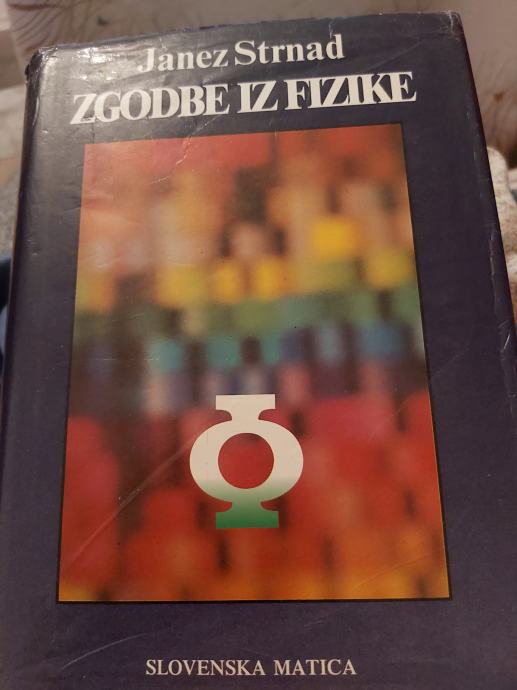 Janez Strnad
ZGODBE IZ FIZIKE
SLOVENSKA MATICA